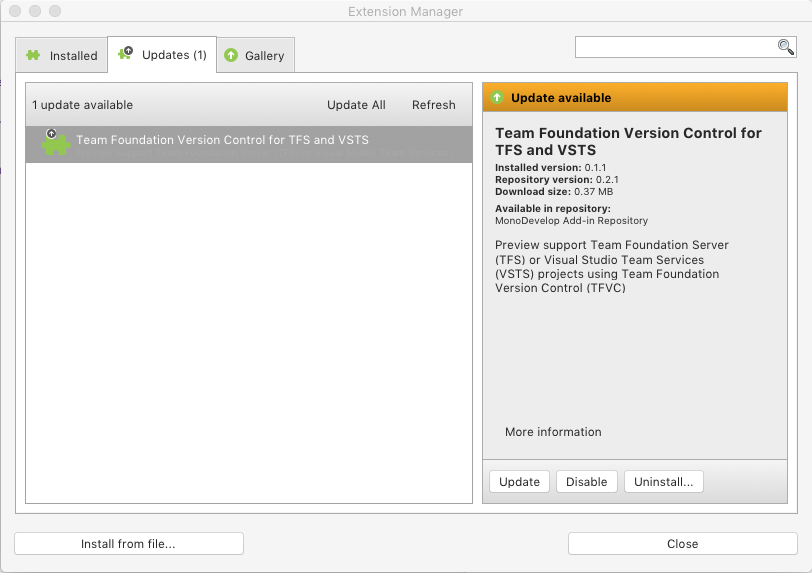 Extension Manager
Installed
Updates (1)
Gallery
1 update available
Update All
Refresh
Team Foundation Version Control for TFS and VSTS
Update available
Team Foundation Version Control for
TFS and VSTS
Installed version: 0.1.1
Repository version: 0.2.1
Download size: 0.37 MB
Available in repository:
MonoDevelop Add-in Repository
Preview support Team Foundation Server
(TFS) or Visual Studio Team Services
(VSTS) projects using Team Foundation
Version Control (TFVC)
More information
Update
Disable
Uninstall...
Install from file...
Close